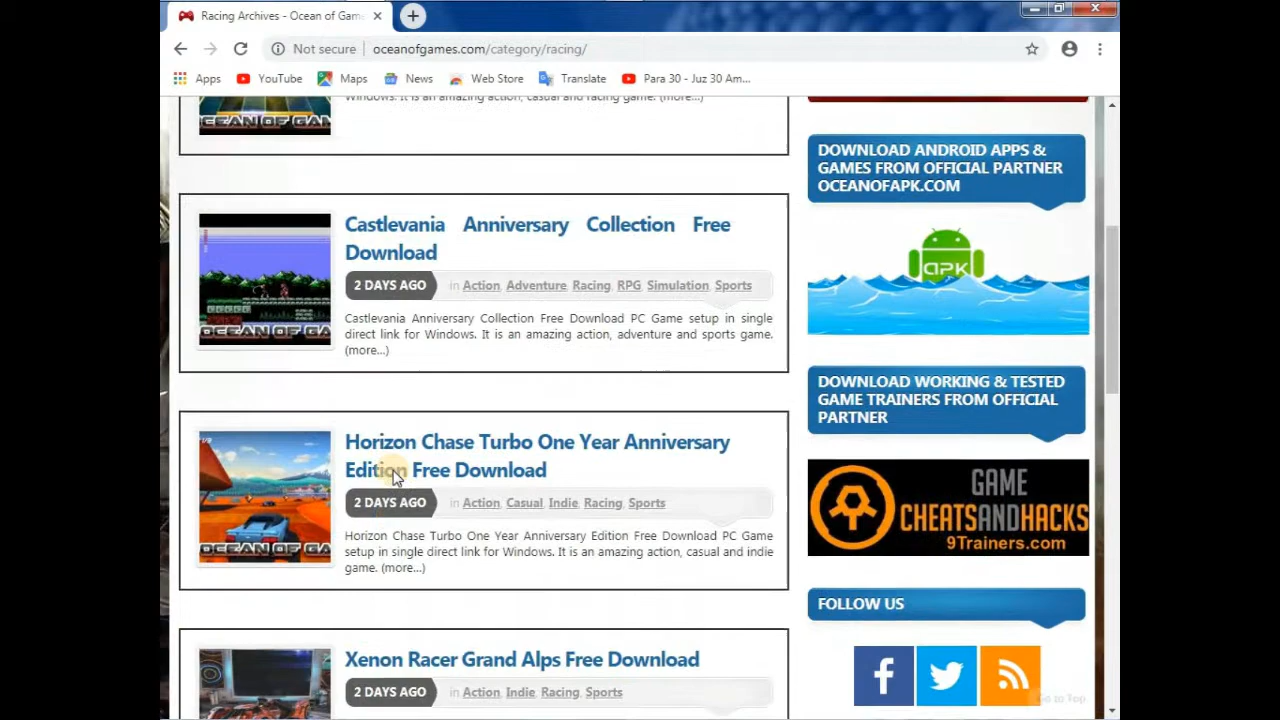 Racing Archives - Ocean of Game
Not secure | oceanofgames.com/category/racing/
Apps YouTube Maps News Web Store Translate Para 30 - Juz 30 Am...
Windows. It is an amazing action, casual and racing game. (more...)
OCEAN OF GAM
Castlevania Anniversary Collection Free
Download
2 DAYS AGO in Action, Adventure, Racing, RPG, Simulation, Sports
Castlevania Anniversary Collection Free Download PC Game setup in single
direct link for Windows. It is an amazing action, adventure and sports game.
(more...)
OCEAN OF GA
Horizon Chase Turbo One Year Anniversary
Edition Free Download
2 DAYS AGO in Action, Casual, Indie, Racing, Sports
Horizon Chase Turbo One Year Anniversary Edition Free Download PC Game
setup in single direct link for Windows. It is an amazing action, casual and indie
game. (more...)
OCEAN OF GA
Xenon Racer Grand Alps Free Download
2 DAYS AGO in Action, Indie, Racing, Sports
DOWNLOAD ANDROID APPS &
GAMES FROM OFFICIAL PARTNER
OCEANOFAPK.COM
APK
DOWNLOAD WORKING & TESTED
GAME TRAINERS FROM OFFICIAL
PARTNER
GAME
CHEATSANDHACKS
9Trainers.com
FOLLOW US
Go to Top